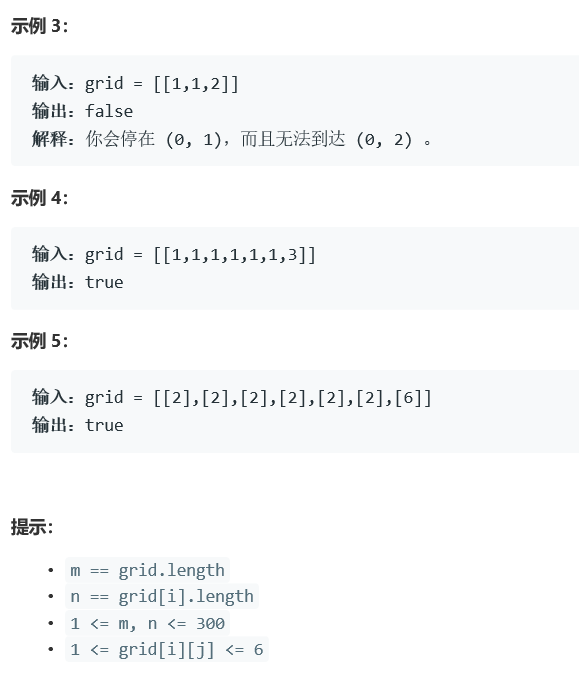 示例 3：
输入：grid = [[1,1,2]]
输出：false
解释：你会停在 (0, 1)，而且无法到达 (0, 2) 。
示例 4：
输入：grid = [[1,1,1,1,1,1,3]]
输出：true
示例 5：
输入：grid = [[2],[2],[2],[2],[2],[2],[6]]
输出：true
提示：
• m == grid.length
• n == grid[i].length
• 1 <= m, n <= 300
• 1 <= grid[i][j] <= 6